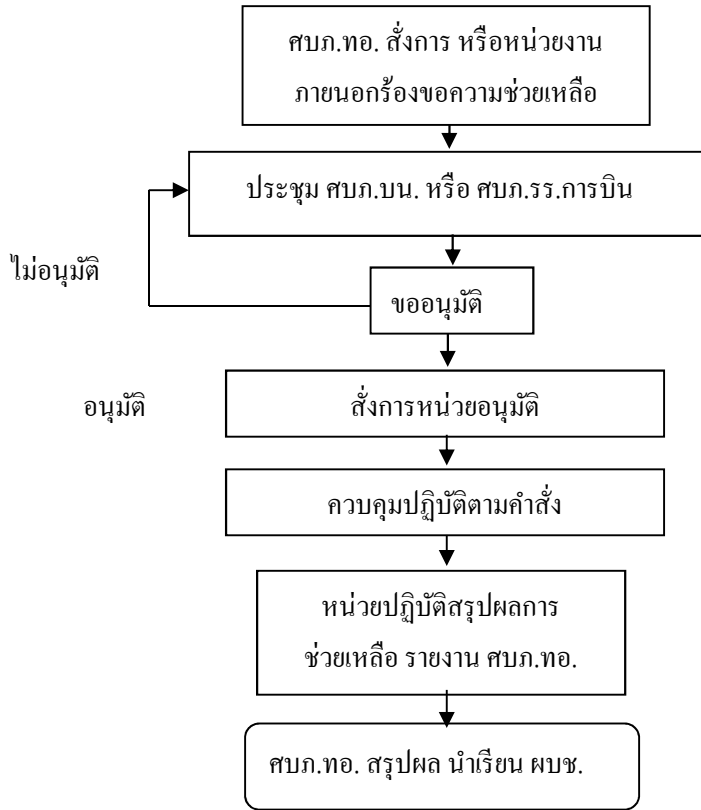 ศบภ.ทอ. สั่งการ หรือหน่วยงาน
ภายนอกร้องขอความช่วยเหลือ
ประชุม ศบภ.บน. หรือ ศบภ.รร.การบิน
ไม่อนุมัติ
ขออนุมัติ
อนุมัติ
สั่งการหน่วยอนุมัติ
ควบคุมปฏิบัติตามคำสั่ง
หน่วยปฏิบัติสรุปผลการ
ช่วยเหลือ รายงาน ศบภ.ทอ.
ศบภ.ทอ. สรุปผล นำเรียน ผบช.